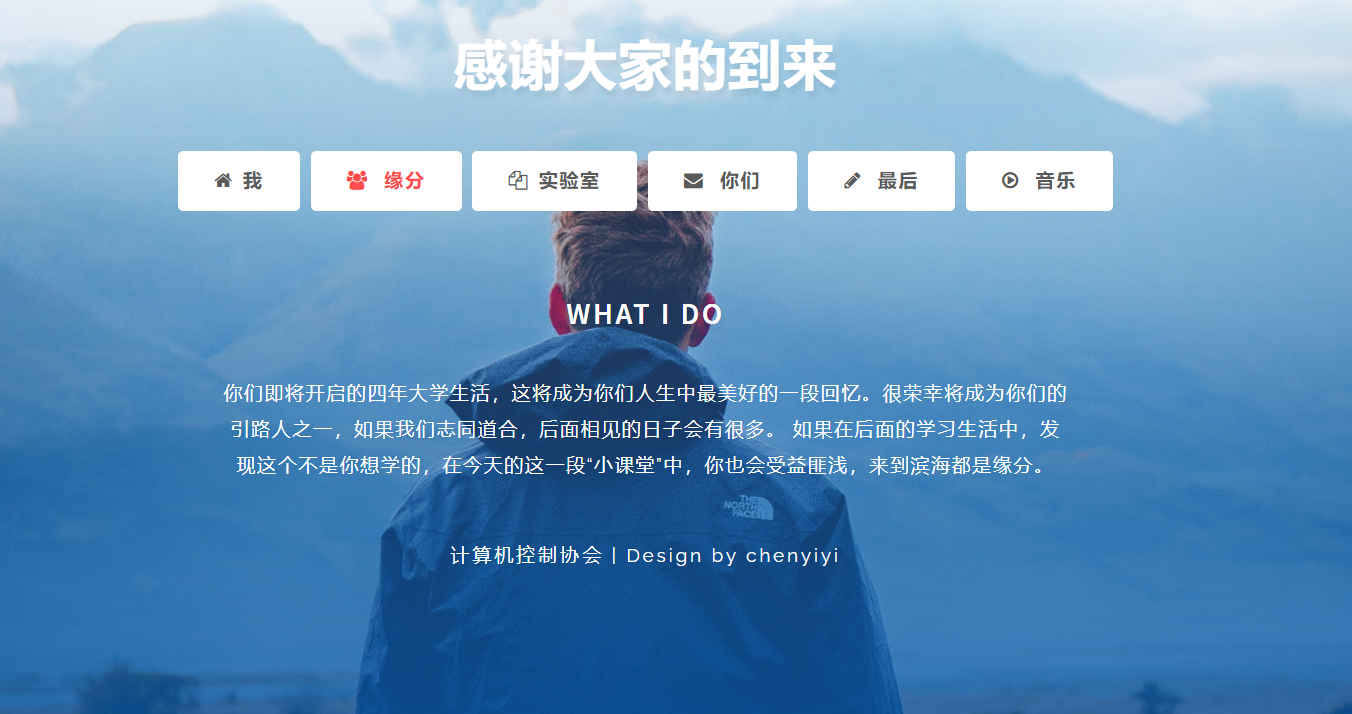 感谢大家的到来
我 缘分 实验室 你们 最后 音乐
WHAT I DO
你们即将开启的四年大学生活，这将成为你们人生中最美好的一段回忆。很荣幸将成为你们的
引路人之一，如果我们志同道合，后面相见的日子会有很多。 如果在后面的学习生活中，发
现这个不是你想学的，在今天的这一段“小课堂”中，你也会受益匪浅，来到滨海都是缘分。
THE
NORTH
FACE
计算机控制协会 | Design by chenyiyi